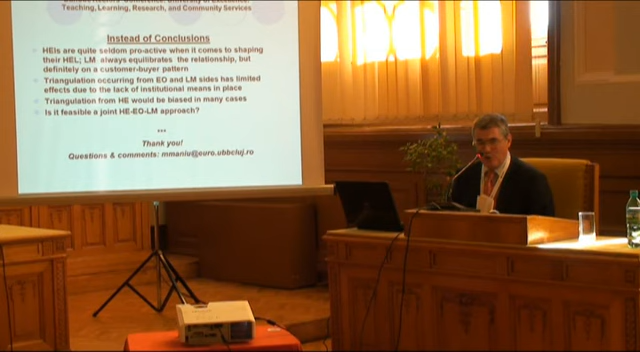 Teaching, Learning, Research, and Community Services
Instead of Conclusions
HEIs are quite seldom pro-active when it comes to shaping
their HEL; LM always equilibrates the relationship, but
definitely on a customer-buyer pattern
Triangulation occurring from EO and LM sides has limited
effects due to the lack of institutional means in place
Triangulation from HE would be biased in many cases
Is it feasible a joint HE-EO-LM approach?
***
Thank you!
Questions & comments: mmaniu@euro.ubbcluj.ro